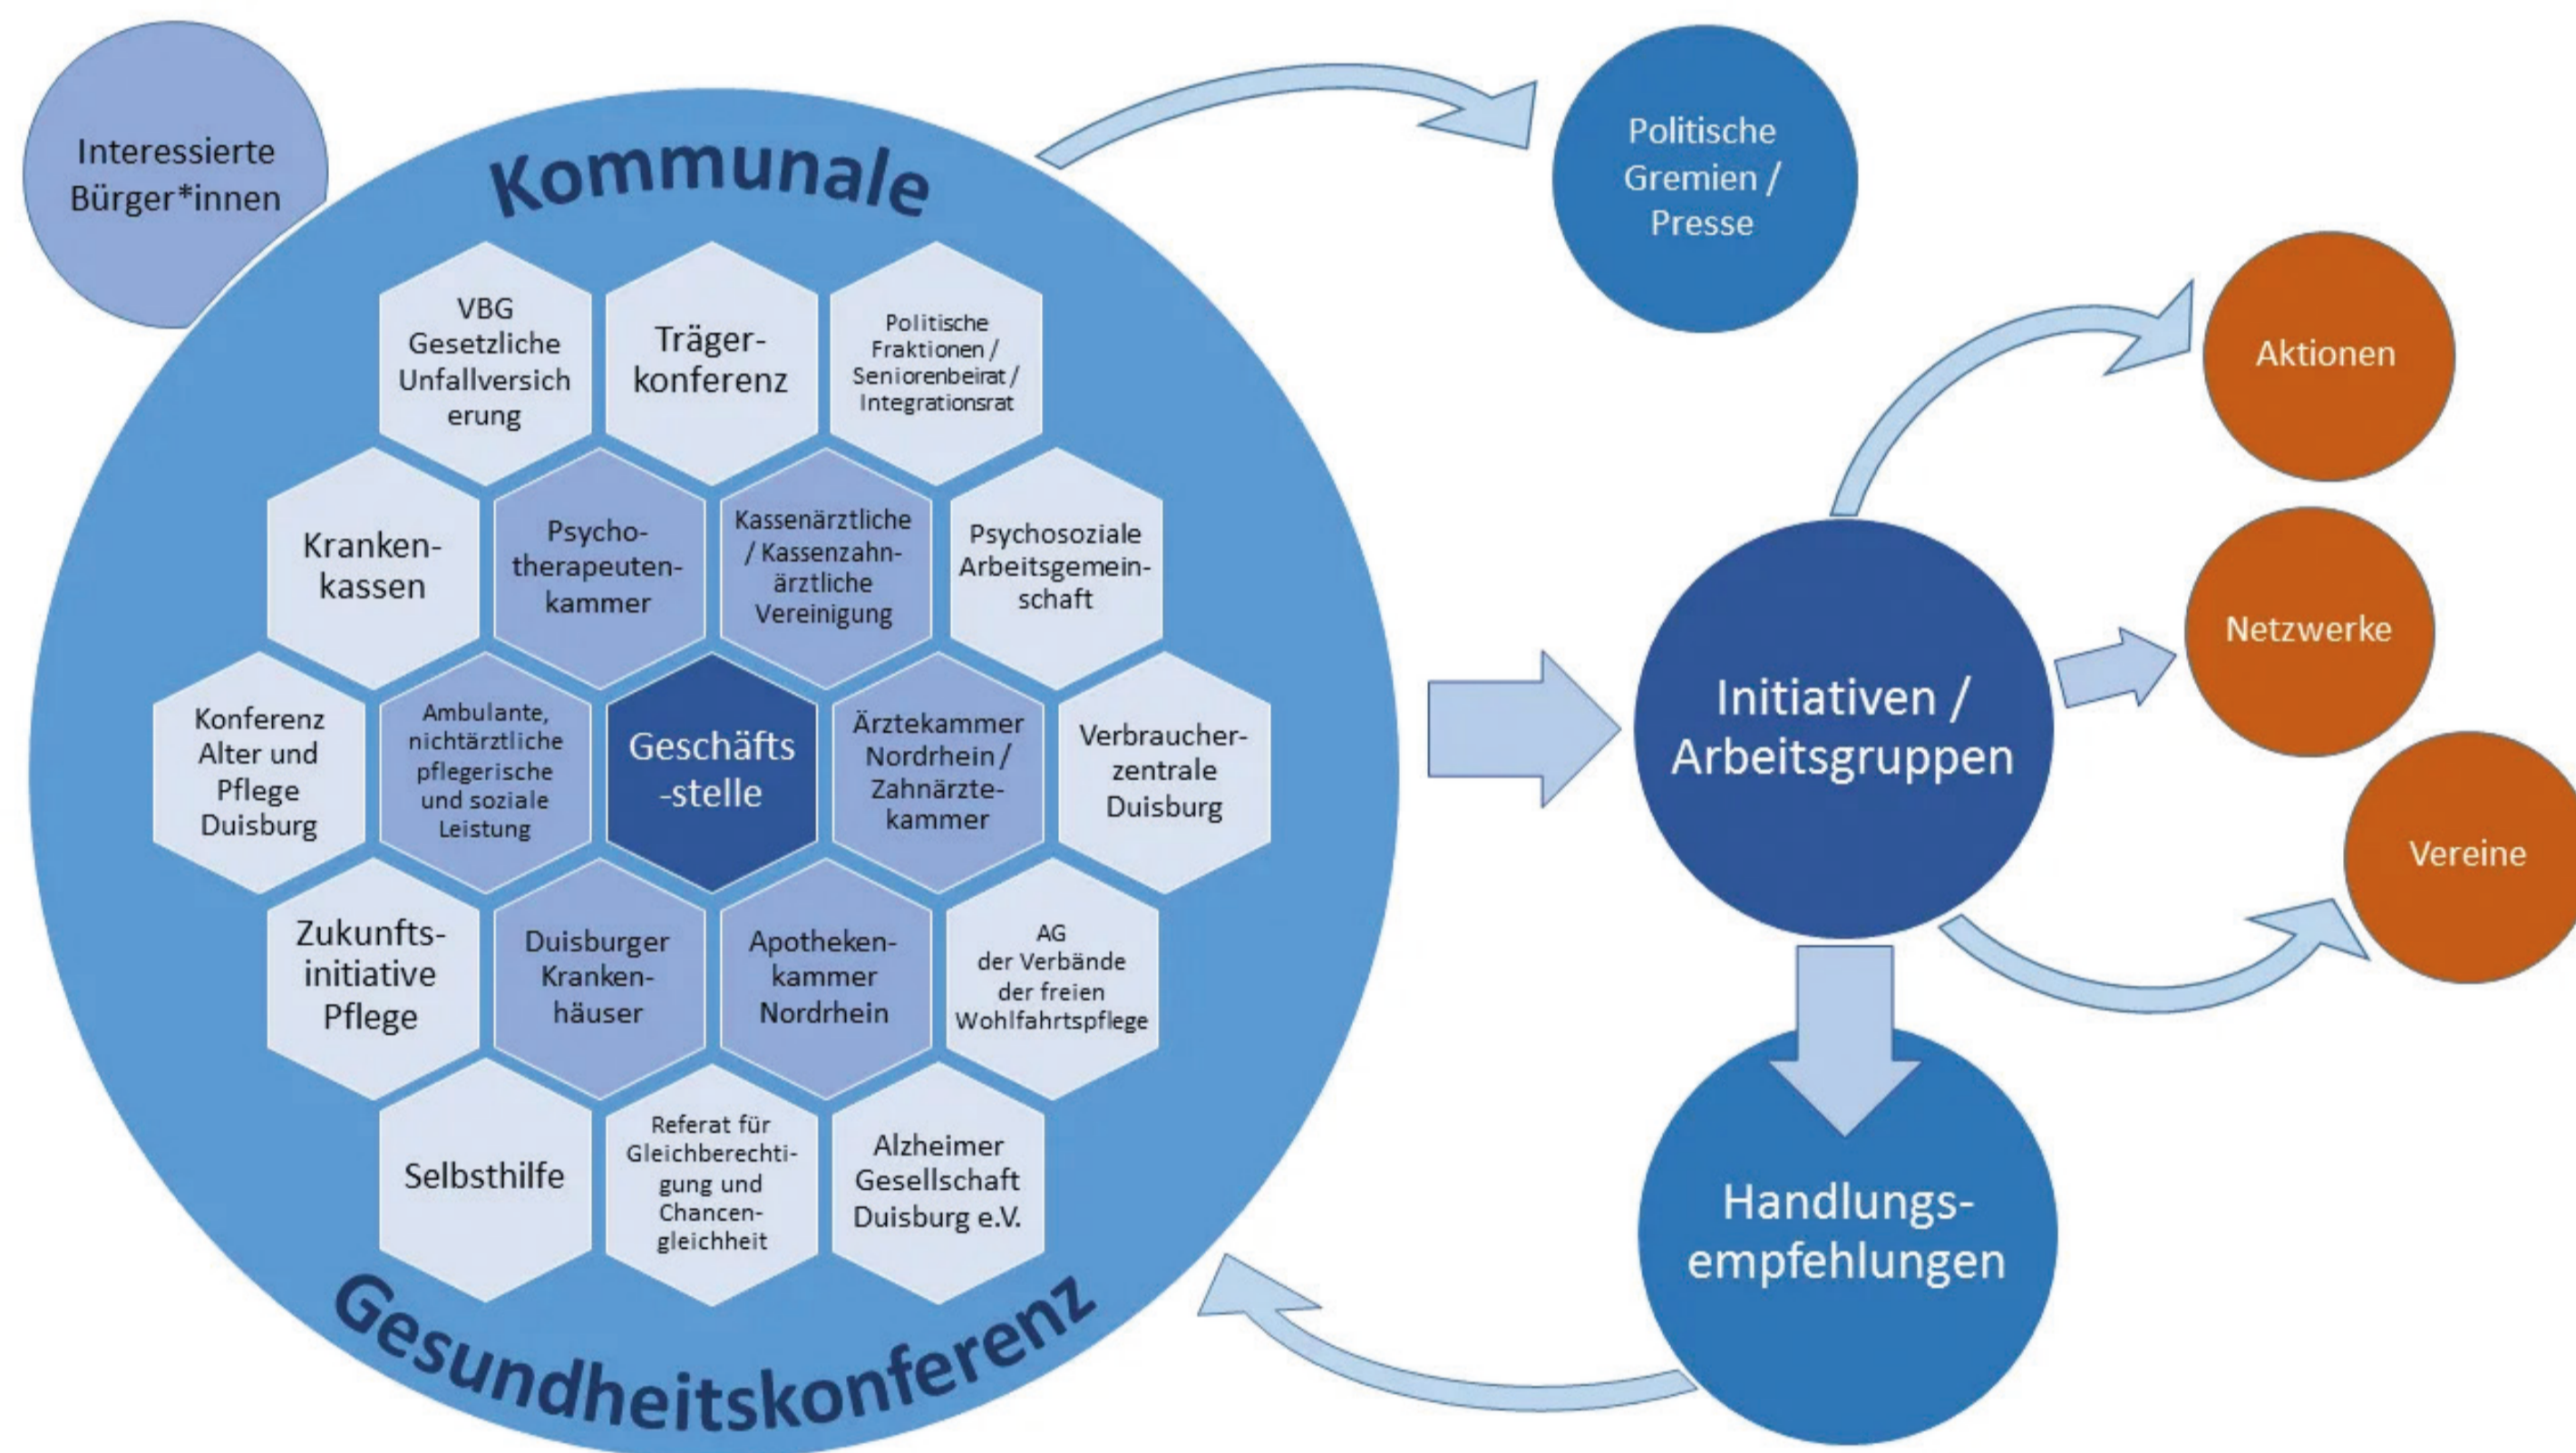 Interessierte
Bürger*innen
Kommunale
VBG
Gesetzliche
Unfallversich
erung
Träger-
konferenz
Politische
Fraktionen /
Seniorenbeirat /
Integrationsrat
Kranken-
kassen
Psycho-
therapeuten-
kammer
Kassenärztliche
/ Kassenzahn-
ärztliche
Vereinigung
Psychosoziale
Arbeitsgemein-
schaft
Konferenz
Alter und
Pflege
Duisburg
Ambulante,
nichtärztliche
pflegerische
und soziale
Leistung
Geschäfts
-stelle
Ärztekammer
Nordrhein /
Zahnärzte-
kammer
Verbraucher-
zentrale
Duisburg
Zukunfts-
initiative
Pflege
Duisburger
Kranken-
häuser
Apotheken-
kammer
Nordrhein
AG
der Verbände
der freien
Wohlfahrtspflege
Selbsthilfe
Referat für
Gleichberechti-
gung und
Chancen-
gleichheit
Alzheimer
Gesellschaft
Duisburg e.V.
Gesundheitskonferenz
Politische
Gremien /
Presse
Initiativen /
Arbeitsgruppen
Aktionen
Netzwerke
Vereine
Handlungs-
empfehlungen